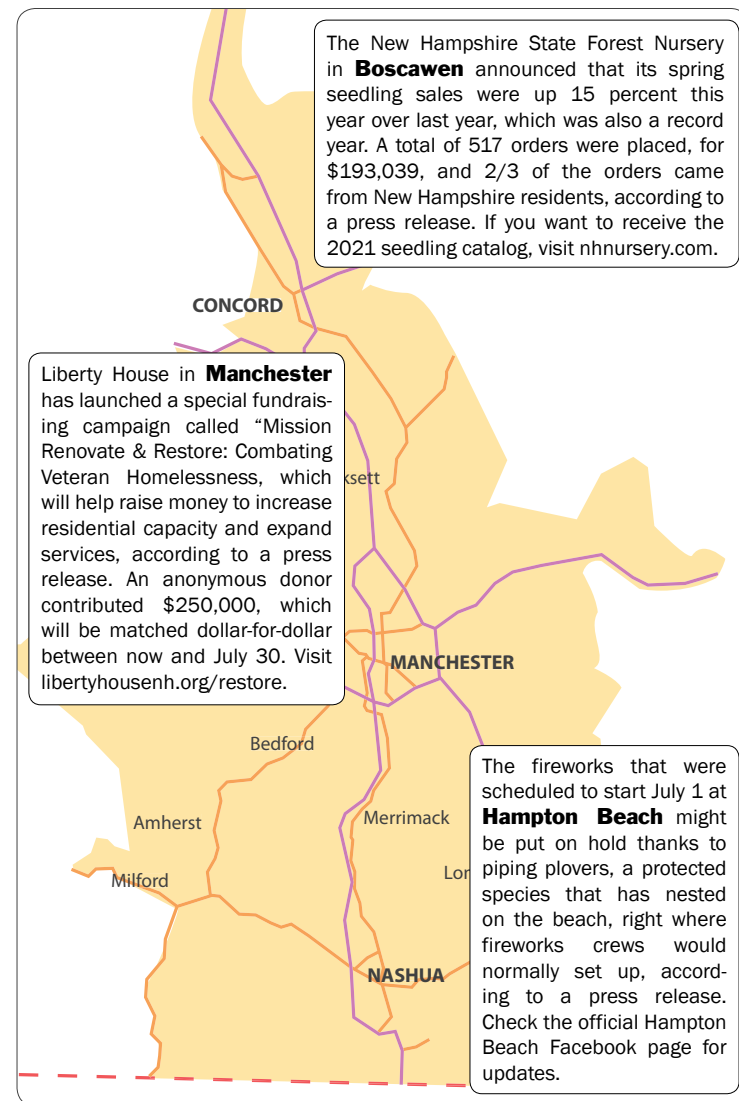 The New Hampshire State Forest Nursery
in Boscawen announced that its spring
seedling sales were up 15 percent this
year over last year, which was also a record
year. A total of 517 orders were placed, for
$193,039, and 2/3 of the orders came
from New Hampshire residents, according to
a press release. If you want to receive the
2021 seedling catalog, visit nhnursery.com.
CONCORD
Liberty House in Manchester
has launched a special fundrais-
ing campaign called “Mission
Renovate & Restore: Combating
Veteran Homelessness, which
will help raise money to increase
residential capacity and expand
services, according to a press
release. An anonymous donor
contributed $250,000, which
will be matched dollar-for-dollar
between now and July 30. Visit
libertyhousenh.org/restore.
ksett
MANCHESTER
Bedford
Amherst
Merrimack
Milford
Lor
NASHUA
The fireworks that were
scheduled to start July 1 at
Hampton Beach might
be put on hold thanks to
piping plovers, a protected
species that has nested
on the beach, right where
fireworks crews would
normally set up, accord-
ing to a press release.
Check the official Hampton
Beach Facebook page for
updates.